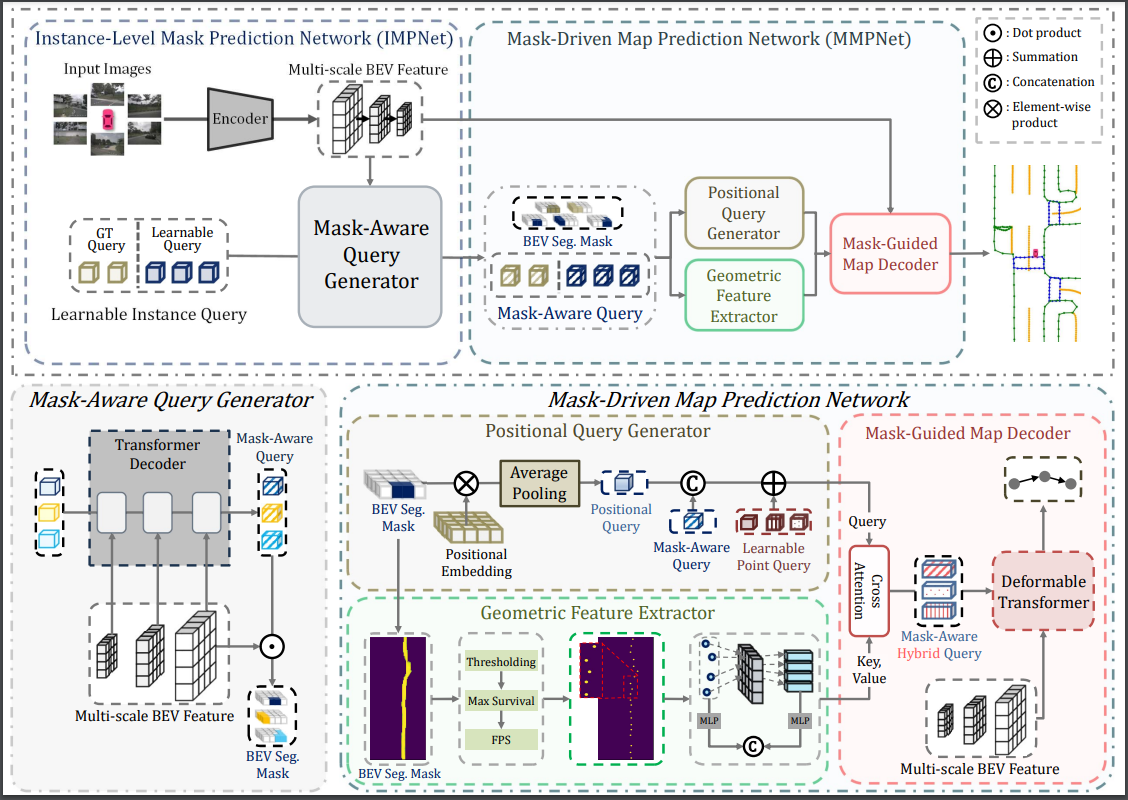 Instance-Level Mask Prediction Network (IMPNet)
Input Images
Multi-scale BEV Feature
Encoder
GT
Query
Learnable
Query
Learnable Instance Query
Mask-Aware
Query
Generator
Mask-Driven Map Prediction Network (MMPNet)
BEV Seg. Mask
Mask-Aware Query
Positional
Query
Generator
Geometric
Feature
Extractor
Mask-Guided
Map Decoder
: Dot product
: Summation
C
: Concatenation
: Element-wise
product
Mask-Aware Query Generator
Transformer
Decoder
Mask-Aware
Query
Multi-scale BEV Feature
BEV Seg.
Mask
Mask-Driven Map Prediction Network
Positional Query Generator
BEV Seg.
Mask
Positional
Embedding
Average
Pooling
Positional
Query
C
Mask-Aware
Query
Learnable
Point Query
Geometric Feature Extractor
BEV Seg. Mask
Thresholding
Max Survival
FPS
MLP
MLP
C
Mask-Guided Map Decoder
Query
Cross
Attention
Key,
Value
Mask-Aware
Hybrid Query
Deformable
Transformer
Multi-scale BEV Feature